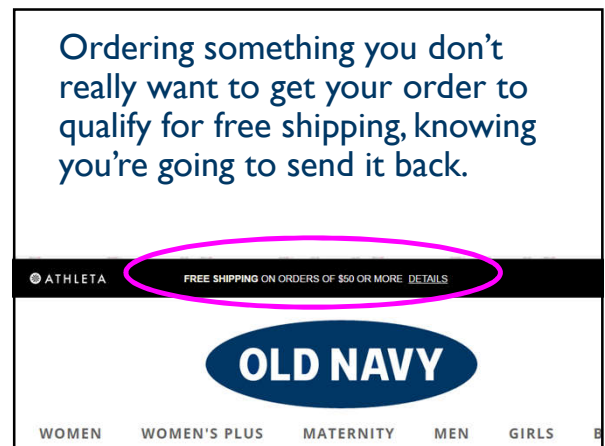 Ordering something you don’t
really want to get your order to
qualify for free shipping, knowing
you’re going to send it back.
ATHLETA FREE SHIPPING ON ORDERS OF $50 OR MORE DETAILS
OLD NAVY
WOMEN WOMEN'S PLUS MATERNITY MEN GIRLS